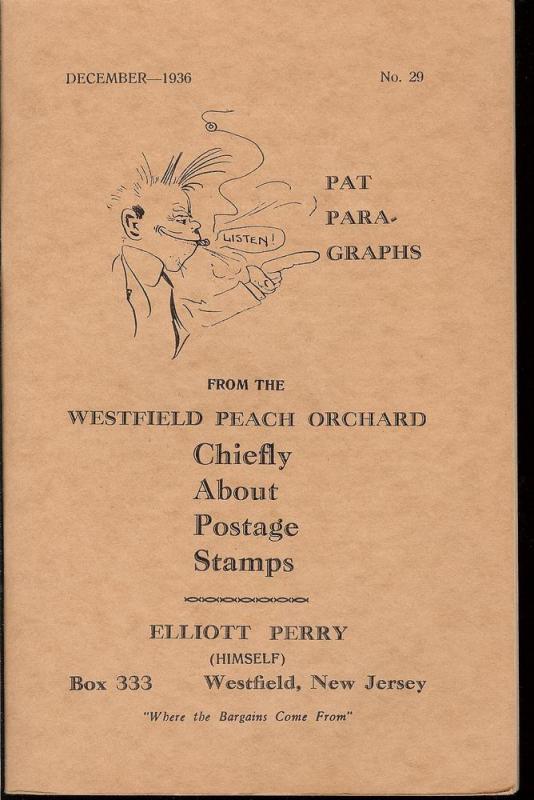 DECEMBER—1936 No. 29
PAT
PARA-
GRAPHS
LISTEN!
FROM THE
WESTFIELD PEACH ORCHARD
Chiefly
About
Postage
Stamps
ELLIOTT PERRY
(HIMSELF)
Box 333 Westfield, New Jersey
"Where the Bargains Come From"